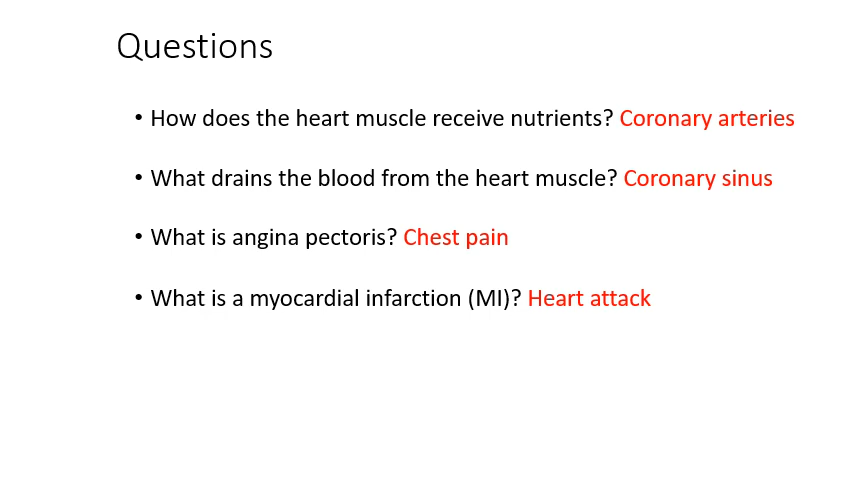 Questions
• How does the heart muscle receive nutrients? Coronary arteries
• What drains the blood from the heart muscle? Coronary sinus
• What is angina pectoris? Chest pain
• What is a myocardial infarction (MI)? Heart attack